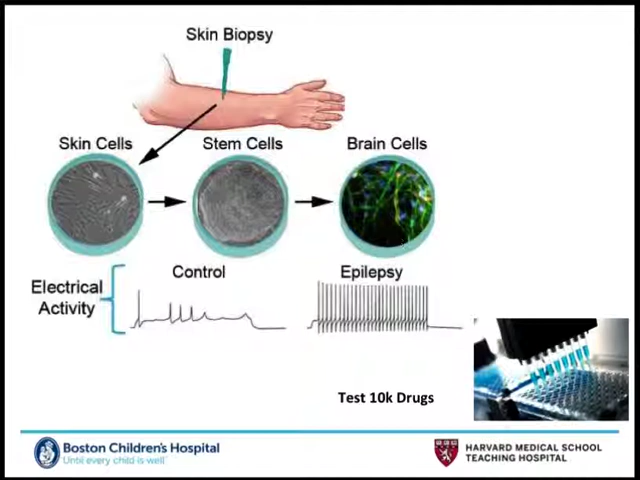 Skin Biopsy
Skin Cells
Stem Cells
Brain Cells
Electrical
Activity
Control
Epilepsy
Test 10k Drugs
Boston Children's Hospital
Until every child is well
HARVARD MEDICAL SCHOOL
TEACHING HOSPITAL